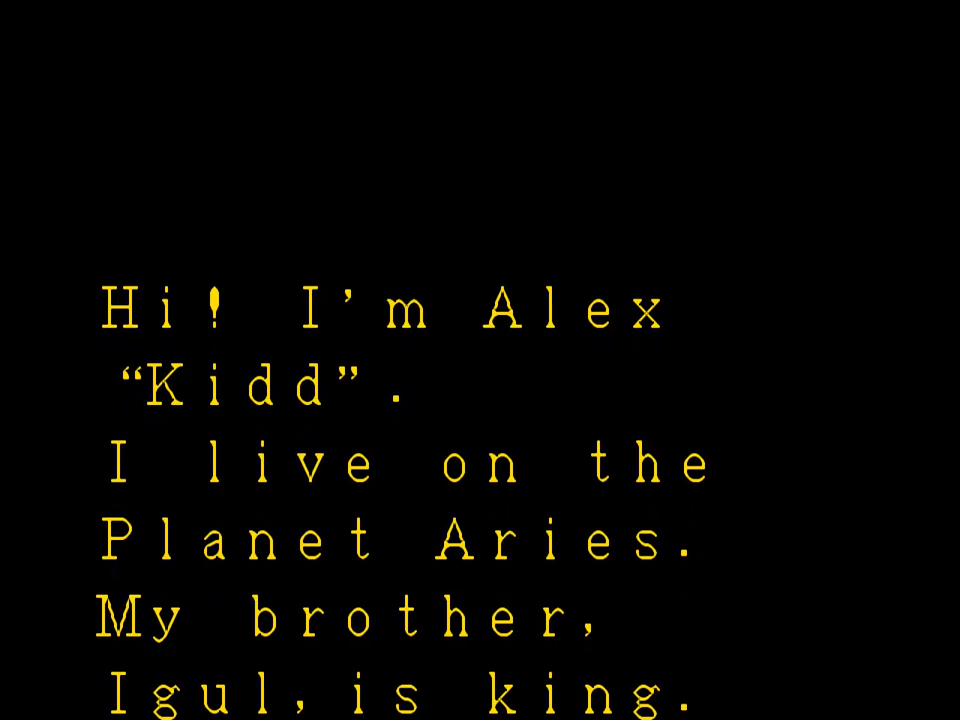 Hi! I’m Alex
“Kidd”.
I live on the
Planet Aries.
My brother,
Igul, is king.